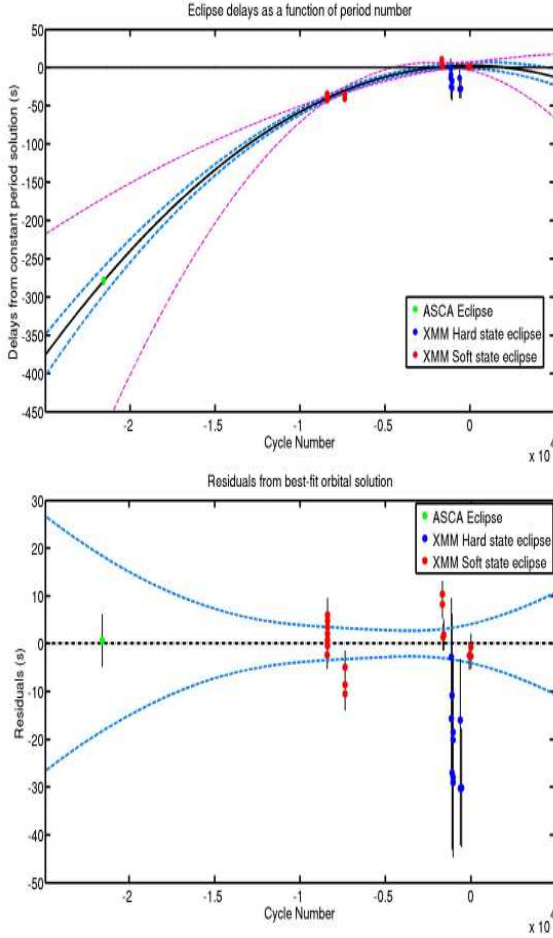 Eclipse delays as a function of period number
50
0
-50
-100
-150
-200
-250
-300
-350
-400
-450
Delays from constant period solution (s)
ASCA Eclipse
XMM Hard state eclipse
XMM Soft state eclipse
-2
-1.5
-1
-0.5
0
Cycle Number
x 10^4
Residuals from best-fit orbital solution
30
20
10
0
-10
-20
-30
-40
-50
Residuals (s)
ASCA Eclipse
XMM Hard state eclipse
XMM Soft state eclipse
-2
-1.5
-1
-0.5
0
Cycle Number
x 10^4